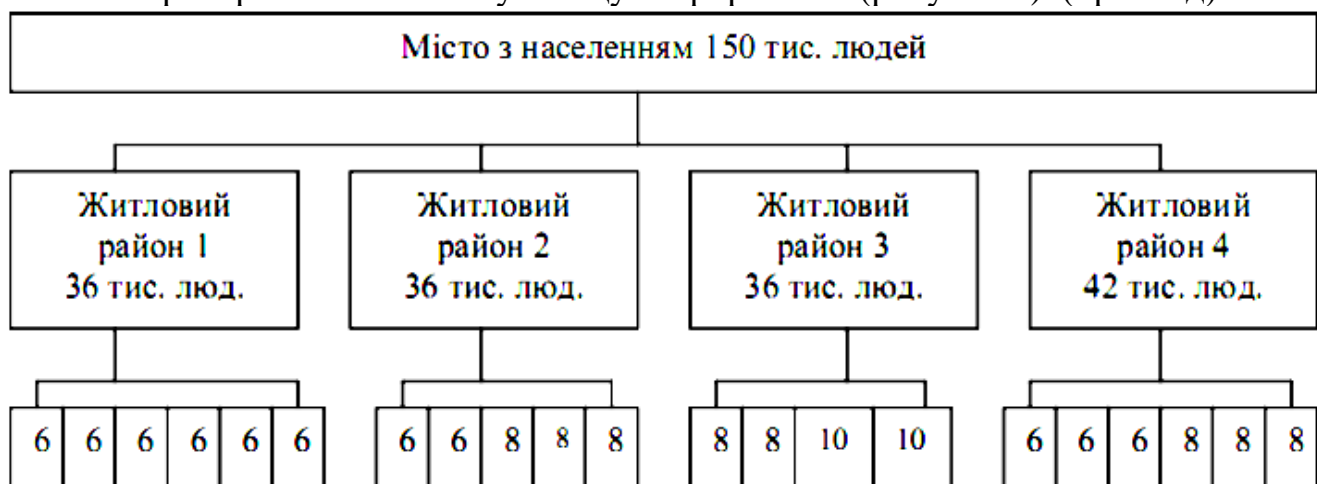 Місто з населенням 150 тис. людей
Житловий
район 1
36 тис. люд.
Житловий
район 2
36 тис. люд.
Житловий
район 3
36 тис. люд.
Житловий
район 4
42 тис. люд.
6 6 6 6 6 6
6 6 8 8 8
8 8 10 10
6 6 6 8 8 8